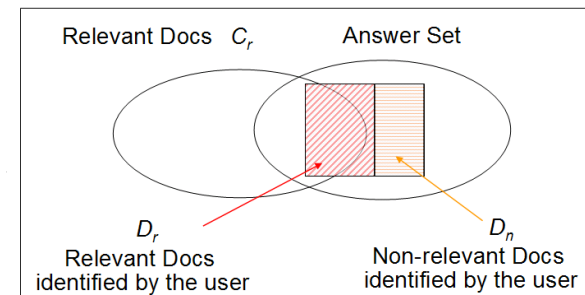 Relevant Docs C_r Answer Set
D_r
Relevant Docs
identified by the user
D_n
Non-relevant Docs
identified by the user